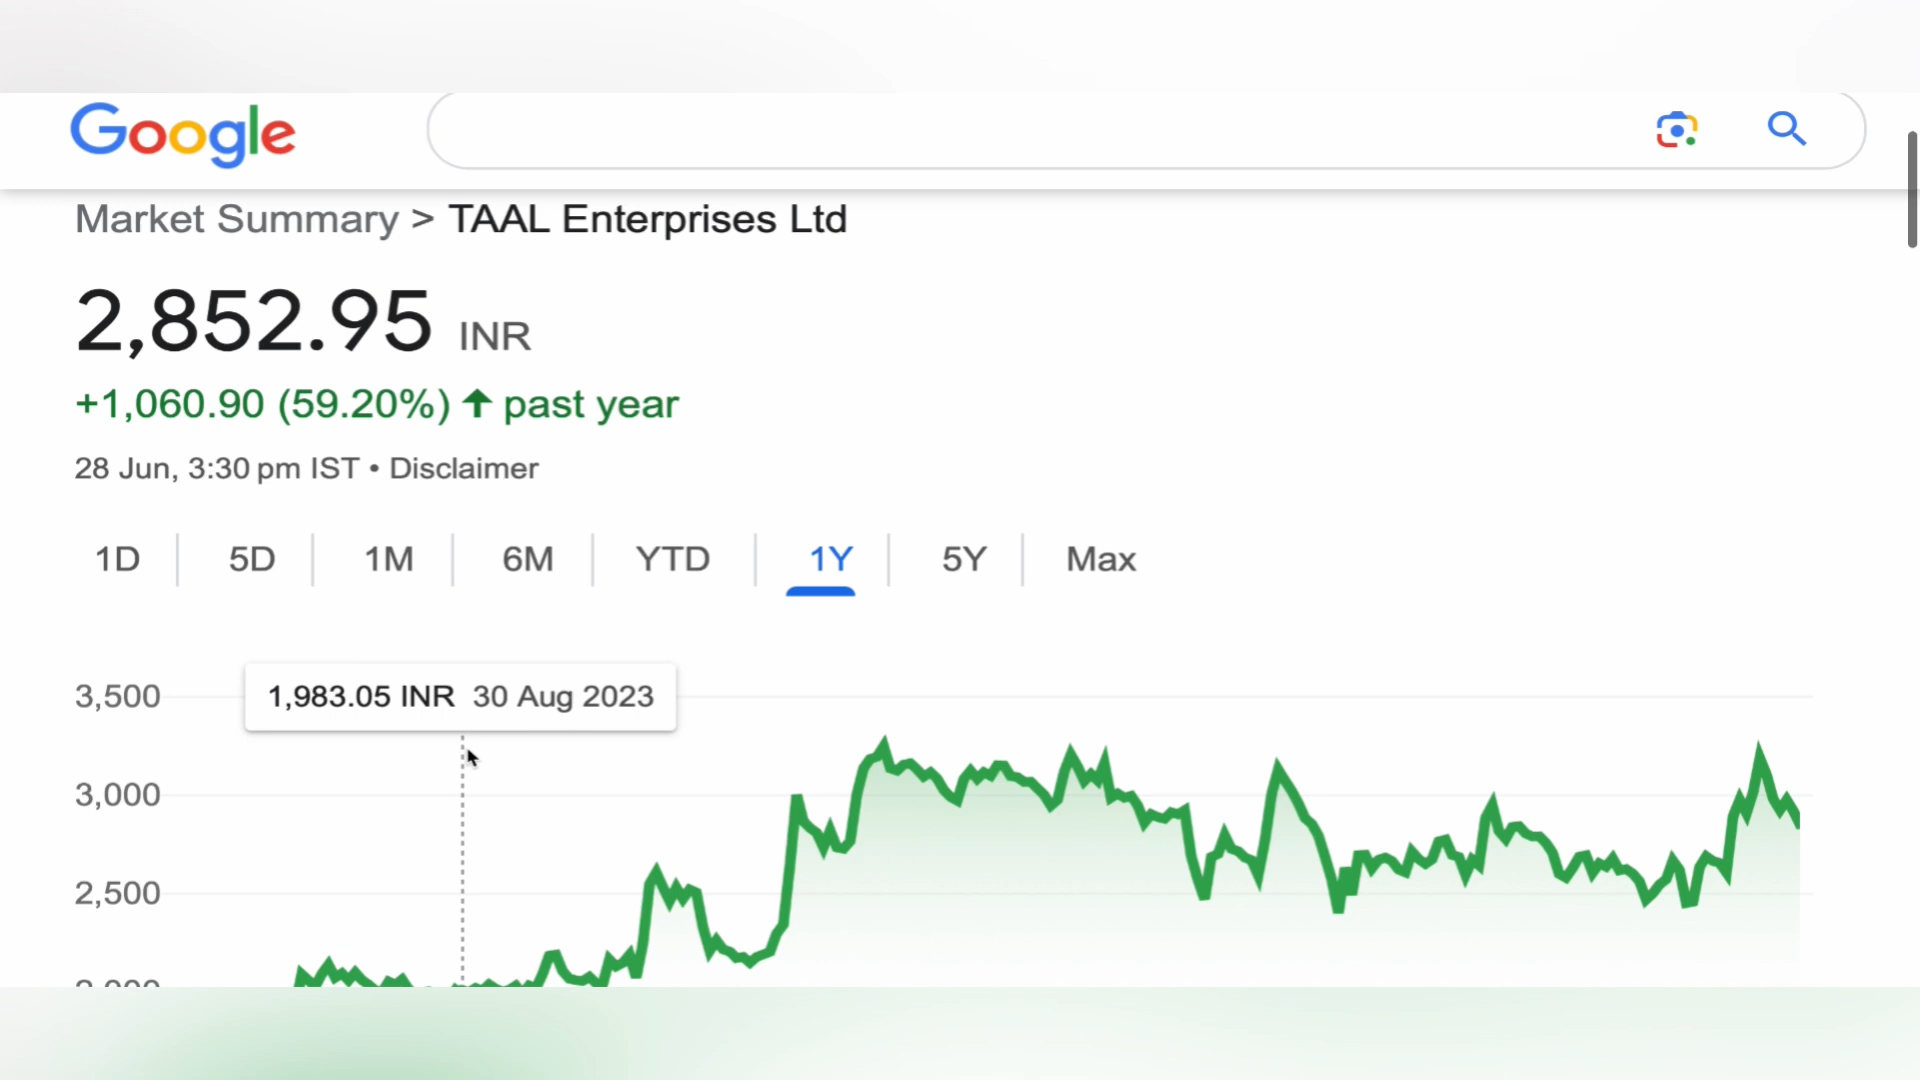 Google
Market Summary > TAAL Enterprises Ltd
2,852.95 INR
+1,060.90 (59.20%) ↑ past year
28 Jun, 3:30 pm IST • Disclaimer
1D 5D 1M 6M YTD 1Y 5Y Max
1,983.05 INR 30 Aug 2023
3,500
3,000
2,500